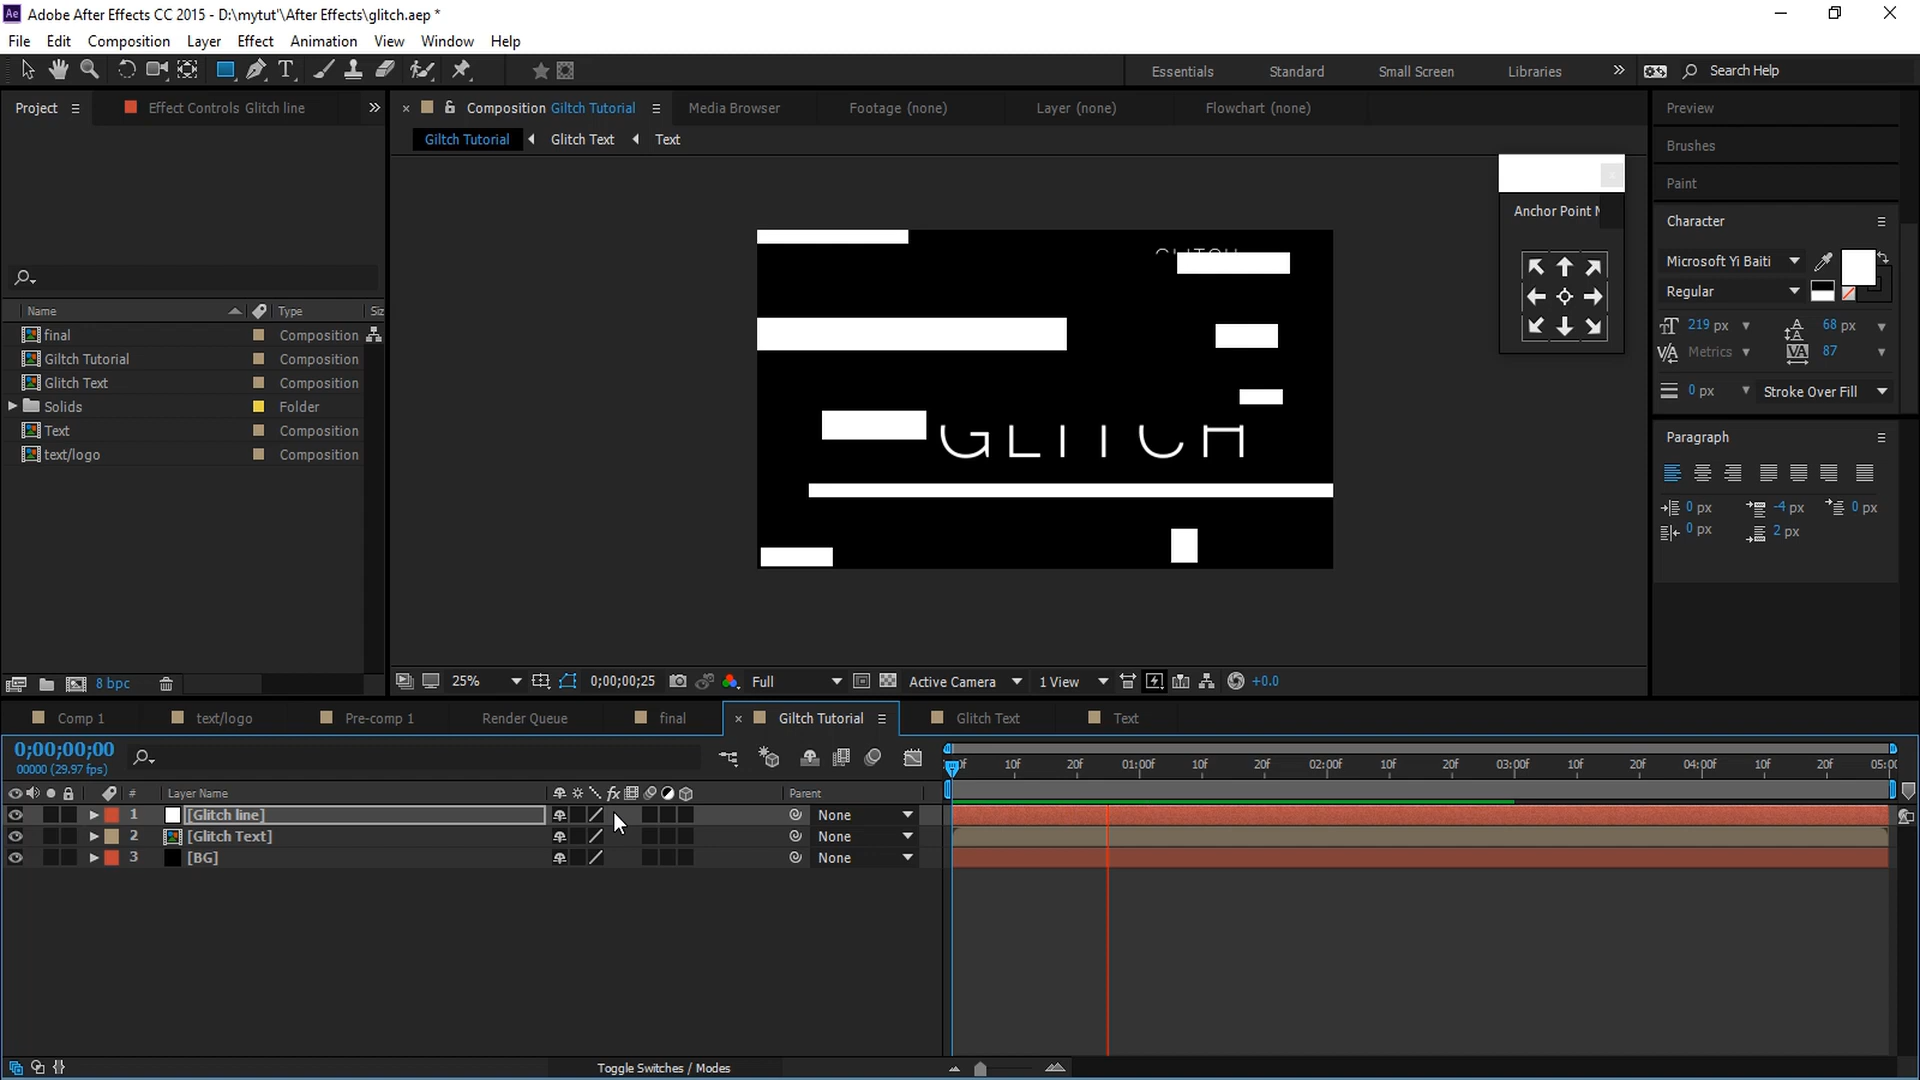 Ae Adobe After Effects CC 2015 - D:\mytut'\After Effects\glitch.aep *
File Edit Composition Layer Effect Animation View Window Help
Essentials Standard Small Screen Libraries Search Help
Project Effect Controls Glitch line
Composition Giltch Tutorial Media Browser Footage (none) Layer (none) Flowchart (none)
Giltch Tutorial Glitch Text Text
Preview
Brushes
Paint
Anchor Point
Character
Microsoft Yi Baiti
Regular
219 px 68 px
Metrics 87
0 px Stroke Over Fill
Paragraph
0 px -4 px 0 px
0 px 2 px
Name Type
final Composition
Giltch Tutorial Composition
Glitch Text Composition
Solids Folder
Text Composition
text/logo Composition
GLITCH
GLITCH
8 bpc
25% 0;00;00;25 Full Active Camera 1 View +0.0
Comp 1 text/logo Pre-comp 1 Render Queue final Giltch Tutorial Glitch Text Text
0;00;00;00
00000 (29.97 fps)
10f 20f 01:00f 10f 20f 02:00f 10f 20f 03:00f 10f 20f 04:00f 10f 20f 05:00
# Layer Name fx Parent
1 [Glitch line] None
2 [Glitch Text] None
3 [BG] None
Toggle Switches / Modes